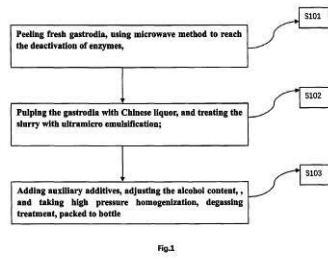 Peeling fresh gastrodia, using microwave method to reach
the deactivation of enzymes,
S101
Pulping the gastrodia with Chinese liquor, and treating the
slurry with ultramicro emulsification;
S102
Adding auxiliary additives, adjusting the alcohol content, ,
and taking high pressure homogenization, degassing
treatment, packed to bottle
S103
Fig.1